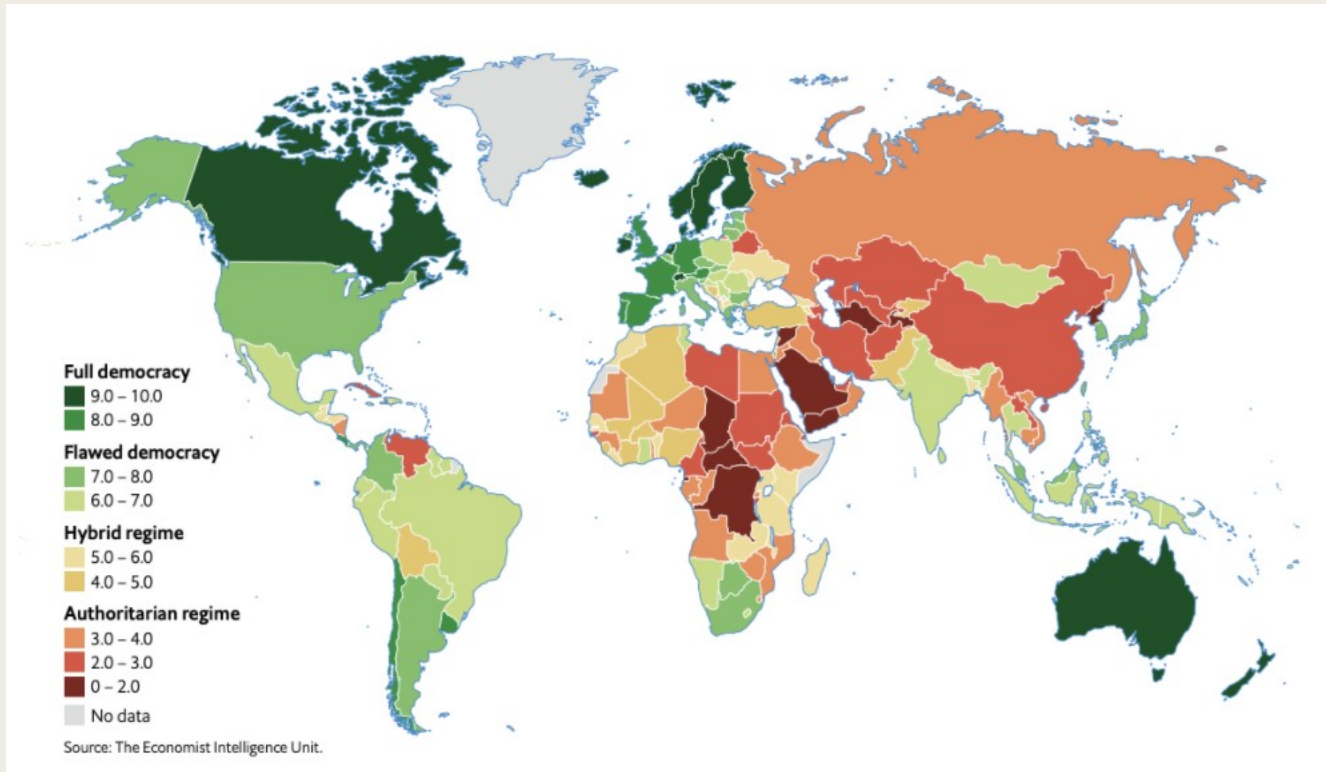 Full democracy
9.0 – 10.0
8.0 – 9.0
Flawed democracy
7.0 – 8.0
6.0 – 7.0
Hybrid regime
5.0 – 6.0
4.0 – 5.0
Authoritarian regime
3.0 – 4.0
2.0 – 3.0
0 – 2.0
No data
Source: The Economist Intelligence Unit.